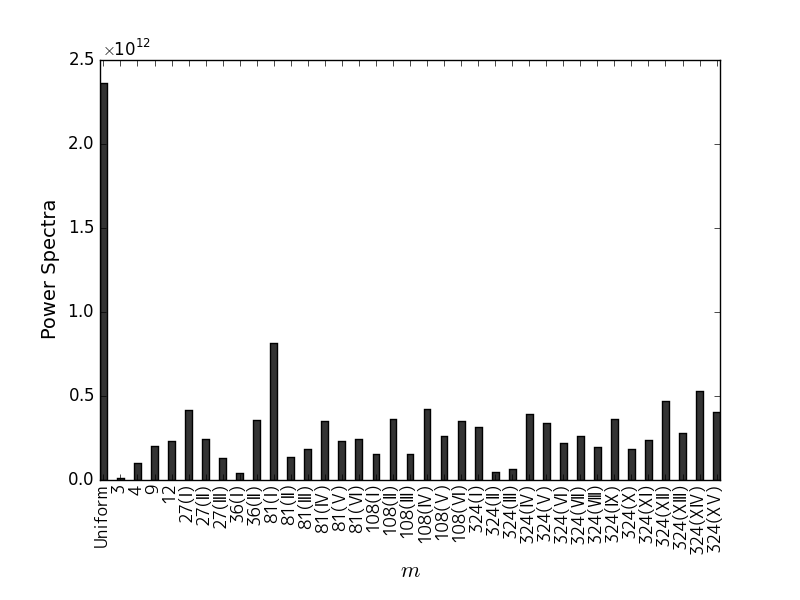 ×10¹²
2.5
2.0
1.5
1.0
0.5
0.0
Power Spectra
Uniform
3
4
9
12
27(I)
27(II)
27(III)
36(I)
36(II)
81(I)
81(II)
81(III)
81(IV)
81(V)
81(VI)
108(I)
108(II)
108(III)
108(IV)
108(V)
108(VI)
324(I)
324(II)
324(III)
324(IV)
324(V)
324(VI)
324(VII)
324(VIII)
324(IX)
324(X)
324(XI)
324(XII)
324(XIII)
324(XIV)
324(XV)
m